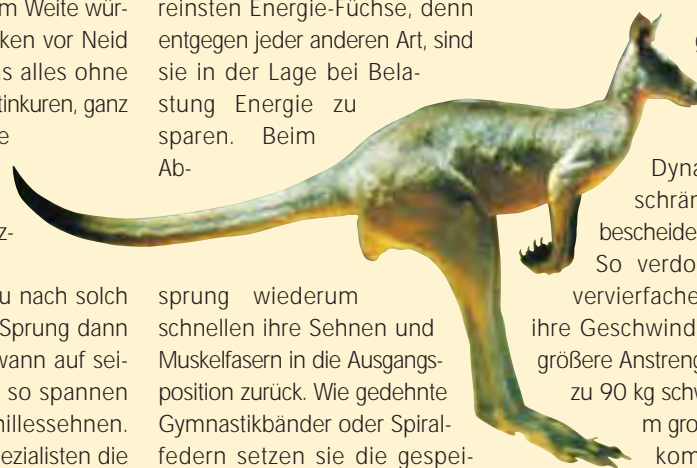 m Weite wür-
ken vor Neid
s alles ohne
tinkuren, ganz
e
z-
u nach solch
Sprung dann
wann auf sei-
so spannen
hillessehnen.
ezialisten die
reinsten Energie-Füchse, denn
entgegen jeder anderen Art, sind
sie in der Lage bei Bela-
stung Energie zu
sparen. Beim
Ab-
sprung wiederum
schnellen ihre Sehnen und
Muskelfasern in die Ausgangs-
position zurück. Wie gedehnte
Gymnastikbänder oder Spiral-
federn setzen sie die gespei-
Dyna
schrän
bescheide
So verdo
vervierfache
ihre Geschwind
größere Anstreng
zu 90 kg schw
m gro
kom